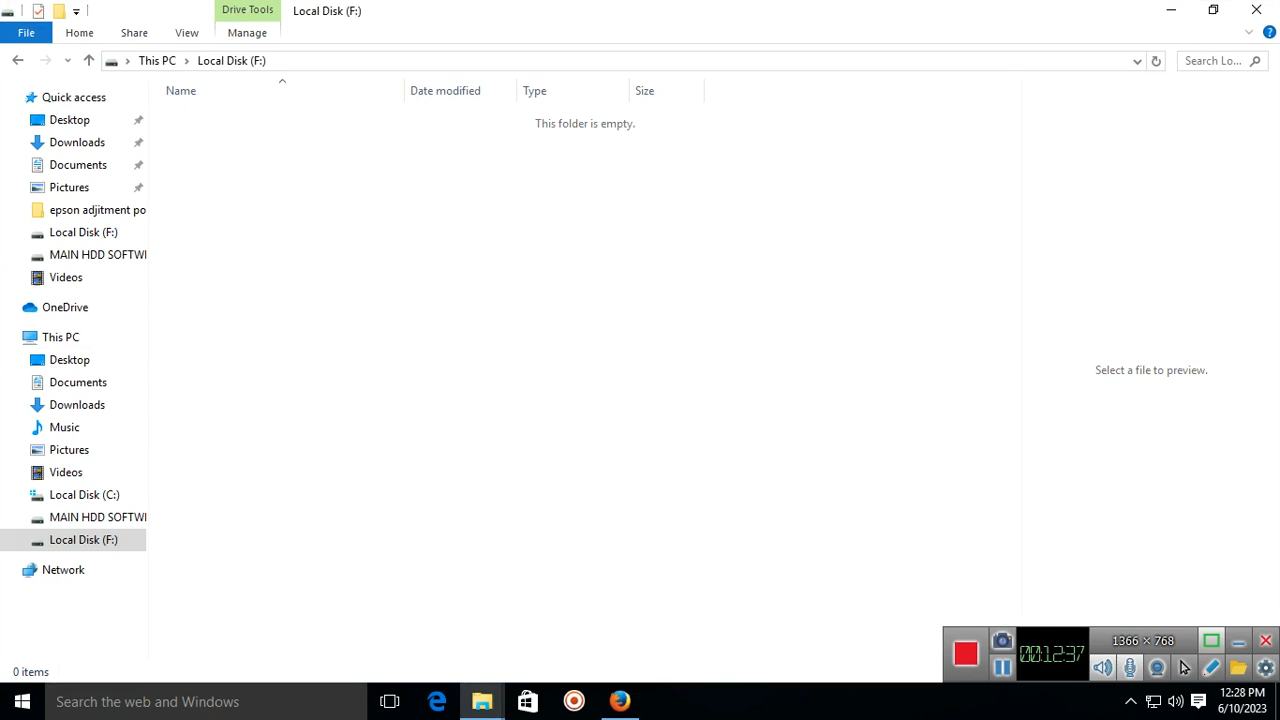 Drive Tools
Local Disk (F:)
File
Home
Share
View
Manage
This PC
Local Disk (F:)
Search Lo...
Name
Date modified
Type
Size
This folder is empty.
Quick access
Desktop
Downloads
Documents
Pictures
epson adjitment po
Local Disk (F:)
MAIN HDD SOFTW
Videos
OneDrive
This PC
Desktop
Documents
Downloads
Music
Pictures
Videos
Local Disk (C:)
MAIN HDD SOFTW
Local Disk (F:)
Network
Select a file to preview.
0 items
1366 × 768
00:12:37
Search the web and Windows
12:28 PM
6/10/2023